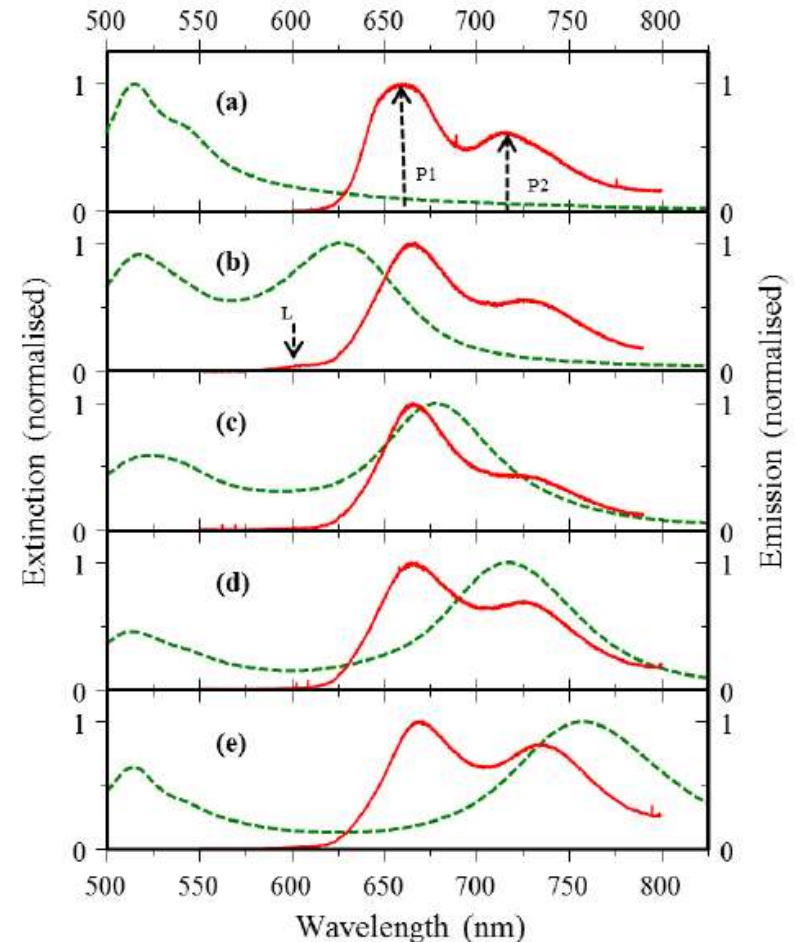 500 550 600 650 700 750 800
1 (a) 1
P1 P2
0 0
1 (b) 1
L
0 0
1 (c) 1
0 0
1 (d) 1
0 0
1 (e) 1
0 0
500 550 600 650 700 750 800
Wavelength (nm)
Extinction (normalised)
Emission (normalised)